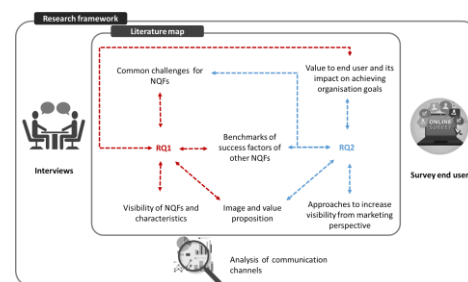 Research framework
Literature map
Common challenges for
NQFs
Value to end user and its
impact on achieving
organisation goals
Benchmarks of
success factors of
other NQFs
RQ1
RQ2
Interviews
ONLINE
SURVEY
Survey end user
Visibility of NQFs and
characteristics
Image and value
proposition
Approaches to increase
visibility from marketing
perspective
Analysis of communication
channels